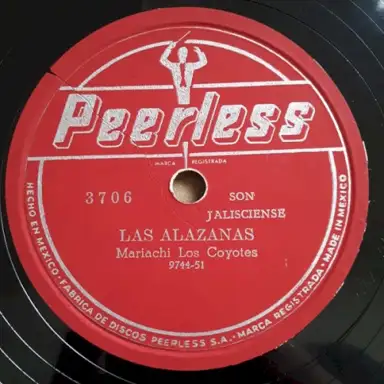 Peerless
MARCA REGISTRADA
3706
SON
JALISCIENSE
LAS ALAZANAS
Mariachi Los Coyotes
9744-51
HECHO EN MEXICO · FABRICA DE DISCOS PEERLESS S.A. · MARCA REGISTRADA · MADE IN MEXICO